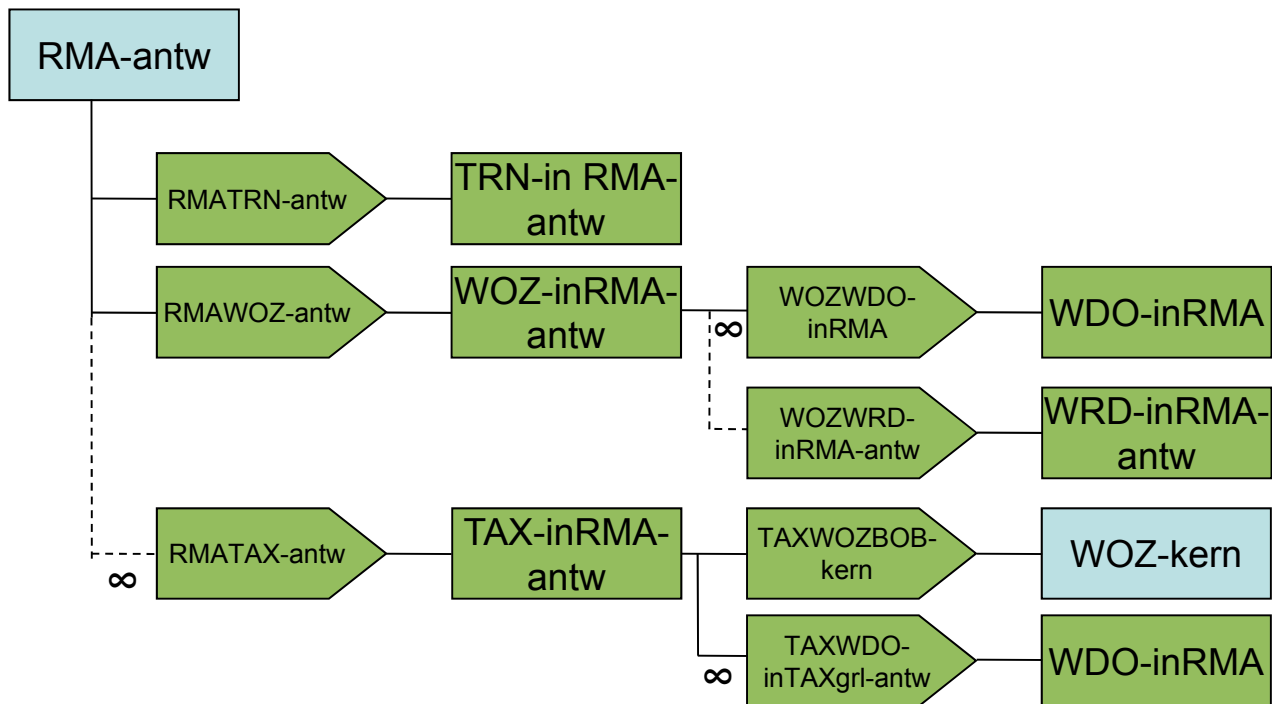 RMA-antw
RMATRN-antw
TRN-in RMA-
antw
RMAWOZ-antw
WOZ-inRMA-
antw
∞
WOZWDO-
inRMA
WDO-inRMA
WOZWRD-
inRMA-antw
WRD-inRMA-
antw
∞
RMATAX-antw
TAX-inRMA-
antw
TAXWOZBOB-
kern
WOZ-kern
∞
TAXWDO-
inTAXgrl-antw
WDO-inRMA